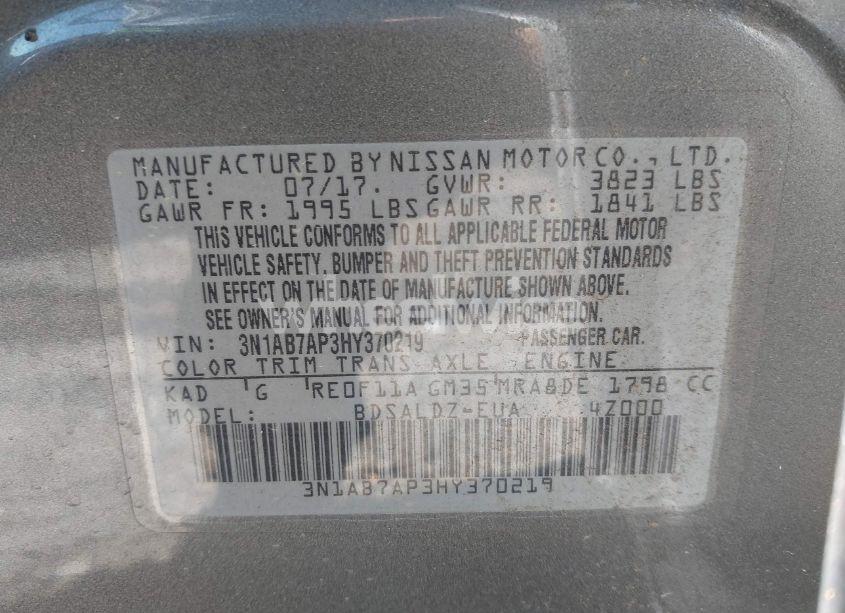 MANUFACTURED BY NISSAN MOTOR CO., LTD.
DATE: 07/17. GVWR: 3823 LBS
GAWR FR: 1995 LBS GAWR RR: 1841 LBS
THIS VEHICLE CONFORMS TO ALL APPLICABLE FEDERAL MOTOR
VEHICLE SAFETY, BUMPER AND THEFT PREVENTION STANDARDS
IN EFFECT ON THE DATE OF MANUFACTURE SHOWN ABOVE.
SEE OWNER'S MANUAL FOR ADDITIONAL INFORMATION.
VIN: 3N1AB7AP3HY370219 PASSENGER CAR.
COLOR TRIM TRANS AXLE ENGINE
KAD G RE0F11A GM35 MRA8DE 1798 CC
MODEL: BDSALDZ-EUA 4Z000
3N1AB7AP3HY370219